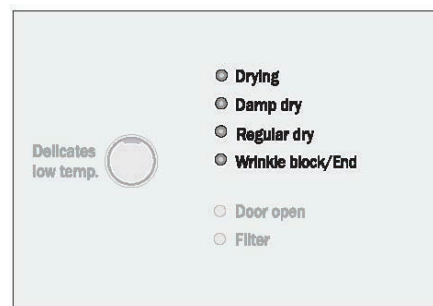 Drying
Damp dry
Regular dry
Wrinkle block/End
Delicates
low temp.
Door open
Filter